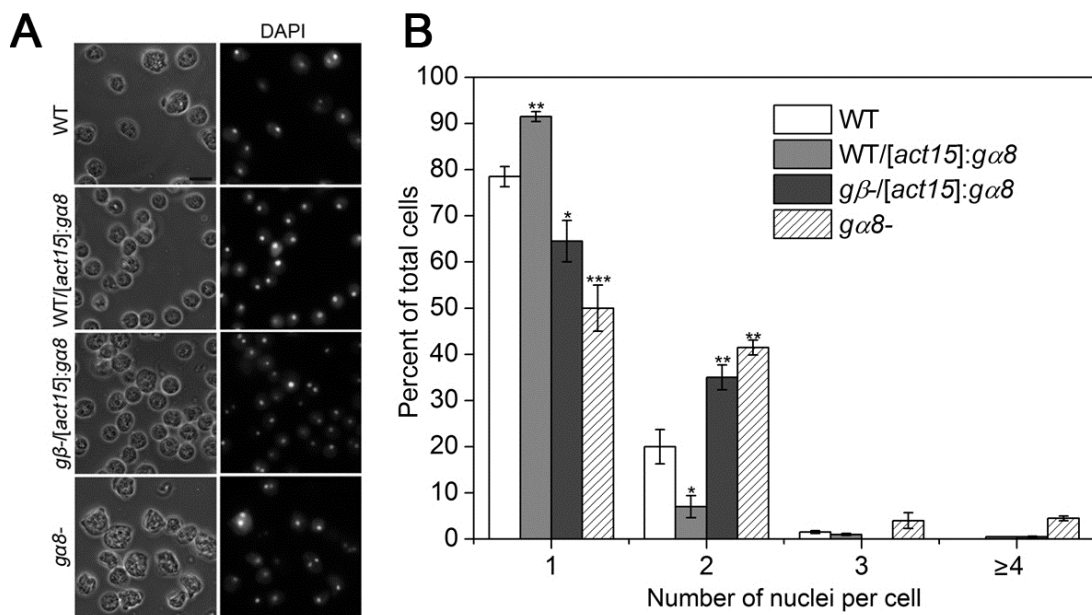 A
DAPI
WT
WT/[act15]:gα8
gβ-/[act15]:gα8
gα8-
B
100
90
80
70
60
50
40
30
20
10
0
Percent of total cells
**
*
***
*
**
**
WT
WT/[act15]:gα8
gβ-/[act15]:gα8
gα8-
1
2
3
≥4
Number of nuclei per cell